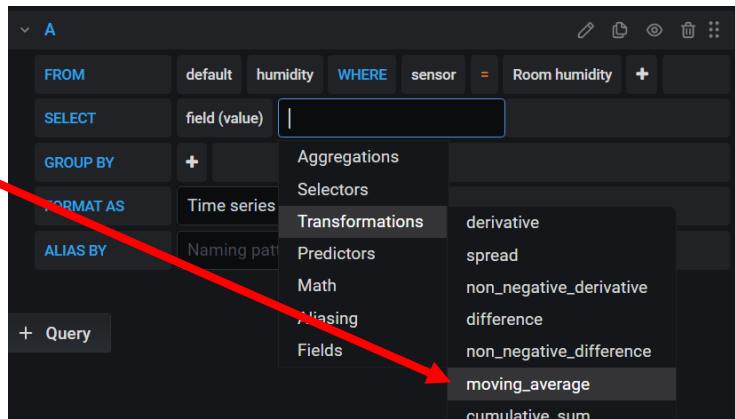 A
FROM default humidity WHERE sensor = Room humidity +
SELECT field (value)
GROUP BY +
Aggregations
Selectors
FORMAT AS Time series
Transformations
derivative
ALIAS BY Naming patt
Predictors
spread
Math
non_negative_derivative
Aliasing
difference
+ Query
Fields
non_negative_difference
moving_average
cumulative_sum